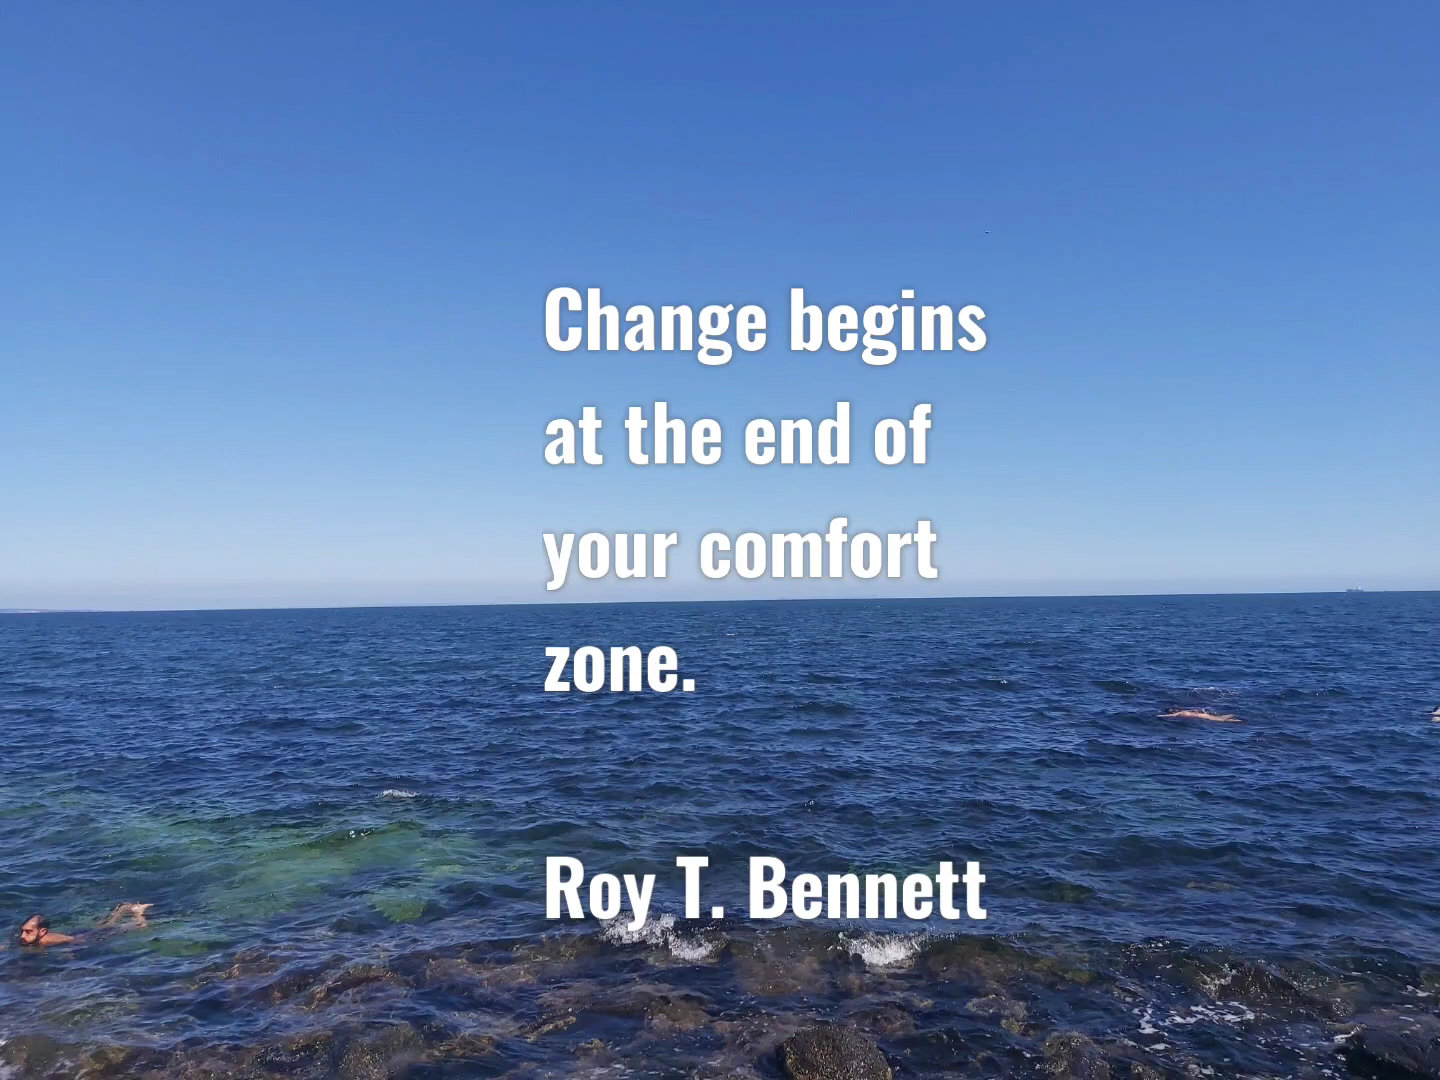 Change begins
at the end of
your comfort
zone.
Roy T. Bennett